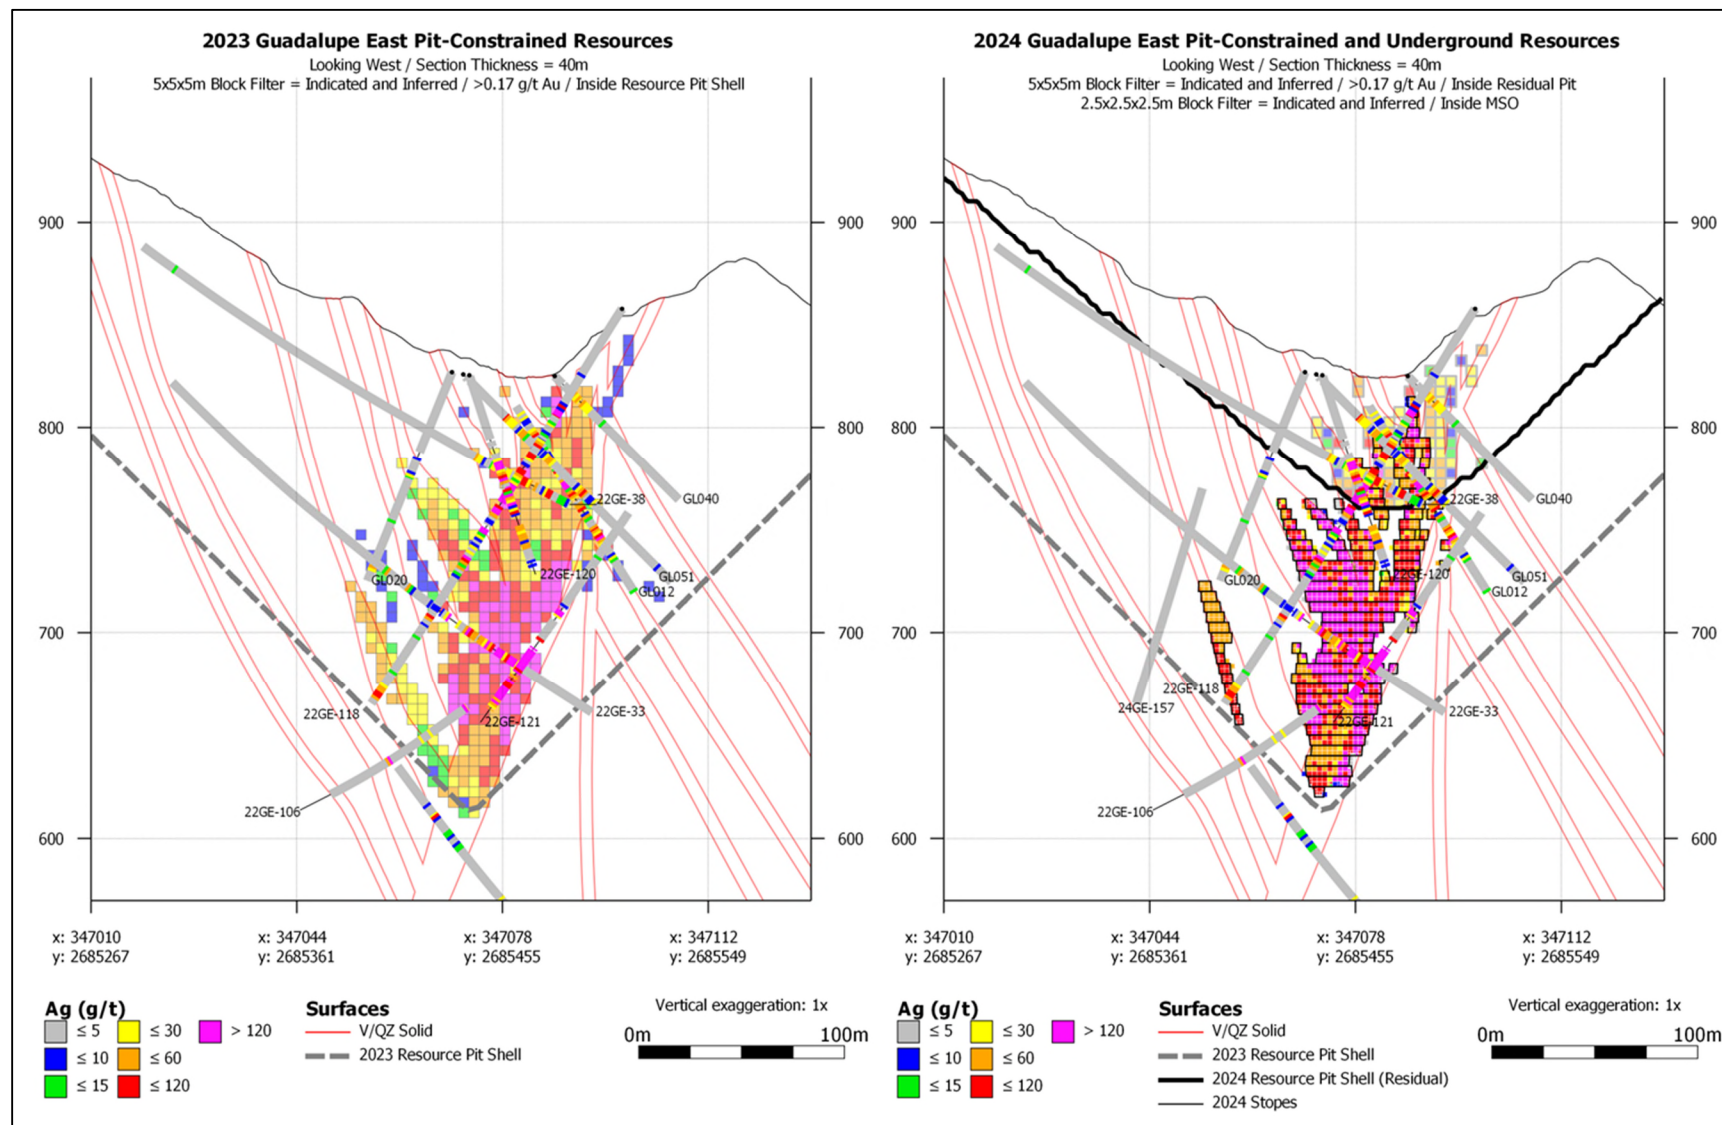 2023 Guadalupe East Pit-Constrained Resources
Looking West / Section Thickness = 40m
5x5x5m Block Filter = Indicated and Inferred / >0.17 g/t Au / Inside Resource Pit Shell
900
900
800
800
700
700
600
600
22GE-38
GL040
GL020
22GE-120
GL051
GL012
22GE-118
22GE-121
22GE-33
22GE-106
x: 347010
y: 2685267
x: 347044
y: 2685361
x: 347078
y: 2685455
x: 347112
y: 2685549
Ag (g/t)
≤ 5
≤ 30
> 120
≤ 10
≤ 60
≤ 15
≤ 120
Surfaces
V/QZ Solid
2023 Resource Pit Shell
Vertical exaggeration: 1x
0m
100m
2024 Guadalupe East Pit-Constrained and Underground Resources
Looking West / Section Thickness = 40m
5x5x5m Block Filter = Indicated and Inferred / >0.17 g/t Au / Inside Residual Pit
2.5x2.5x2.5m Block Filter = Indicated and Inferred / Inside MSO
900
900
800
800
700
700
600
600
22GE-38
GL040
GL020
22GE-120
GL051
GL012
22GE-118
24GE-157
22GE-121
22GE-33
22GE-106
x: 347010
y: 2685267
x: 347044
y: 2685361
x: 347078
y: 2685455
x: 347112
y: 2685549
Ag (g/t)
≤ 5
≤ 30
> 120
≤ 10
≤ 60
≤ 15
≤ 120
Surfaces
V/QZ Solid
2023 Resource Pit Shell
2024 Resource Pit Shell (Residual)
2024 Stopes
Vertical exaggeration: 1x
0m
100m